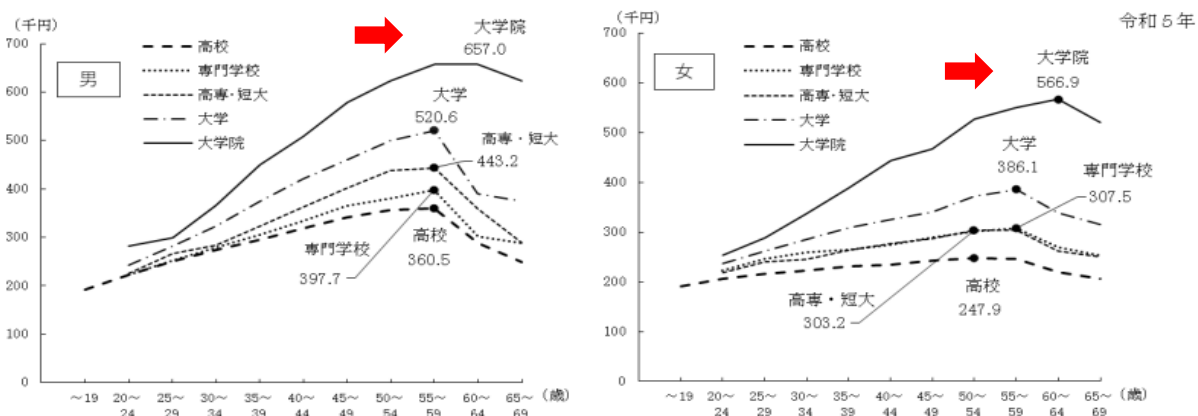 (千円)
700
600
500
400
300
200
100
0
男
高校
専門学校
高専・短大
大学
大学院
大学院
657.0
大学
520.6
高専・短大
443.2
専門学校
397.7
高校
360.5
~19 20~24 25~29 30~34 35~39 40~44 45~49 50~54 55~59 60~64 65~69 (歳)
(千円)
700
600
500
400
300
200
100
0
女
令和5年
高校
専門学校
高専・短大
大学
大学院
大学院
566.9
大学
386.1
専門学校
307.5
高専・短大
303.2
高校
247.9
~19 20~24 25~29 30~34 35~39 40~44 45~49 50~54 55~59 60~64 65~69 (歳)